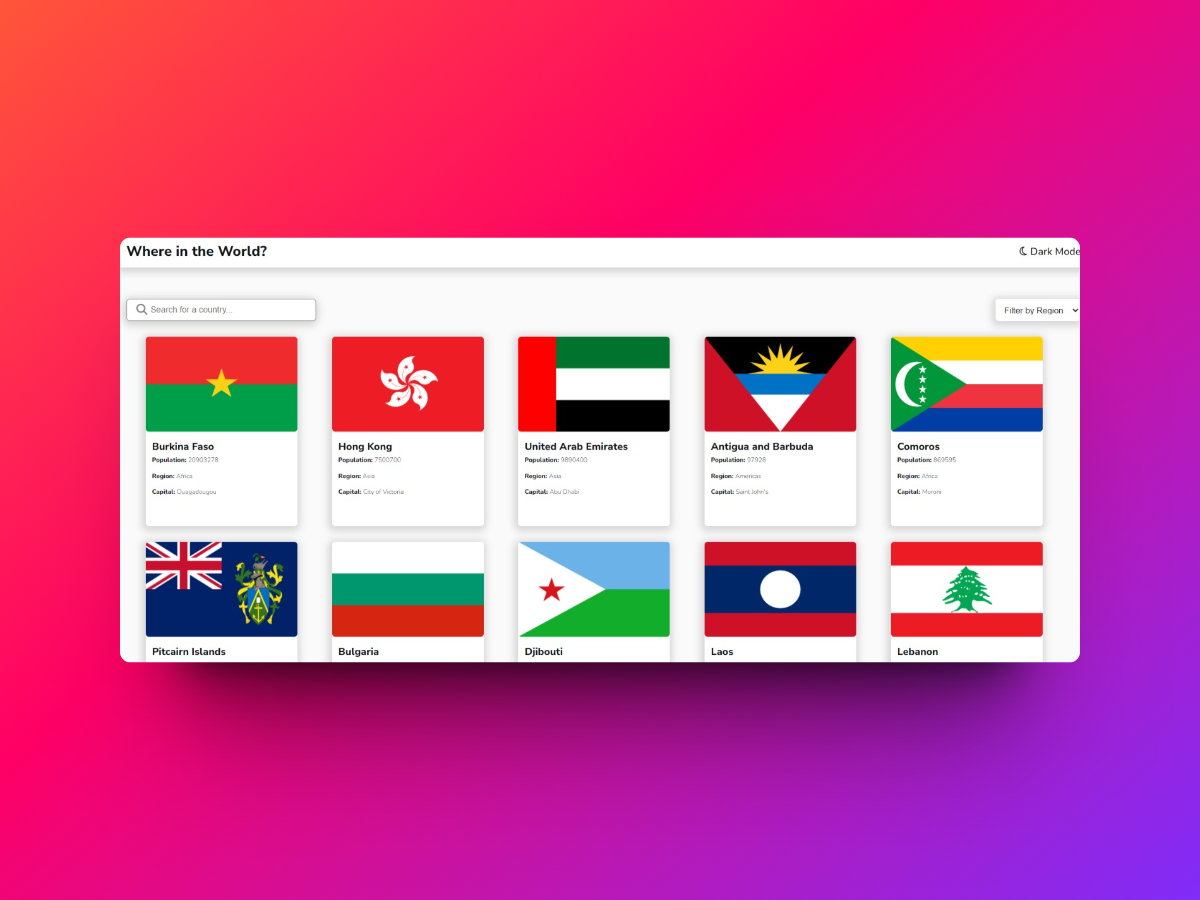 Where in the World?
Dark Mode
Search for a country...
Filter by Region
Burkina Faso
Population: 20903278
Region: Africa
Capital: Ouagadougou
Hong Kong
Population: 7500700
Region: Asia
Capital: City of Victoria
United Arab Emirates
Population: 9890400
Region: Asia
Capital: Abu Dhabi
Antigua and Barbuda
Population: 97928
Region: Americas
Capital: Saint John's
Comoros
Population: 869595
Region: Africa
Capital: Moroni
Pitcairn Islands
Bulgaria
Djibouti
Laos
Lebanon